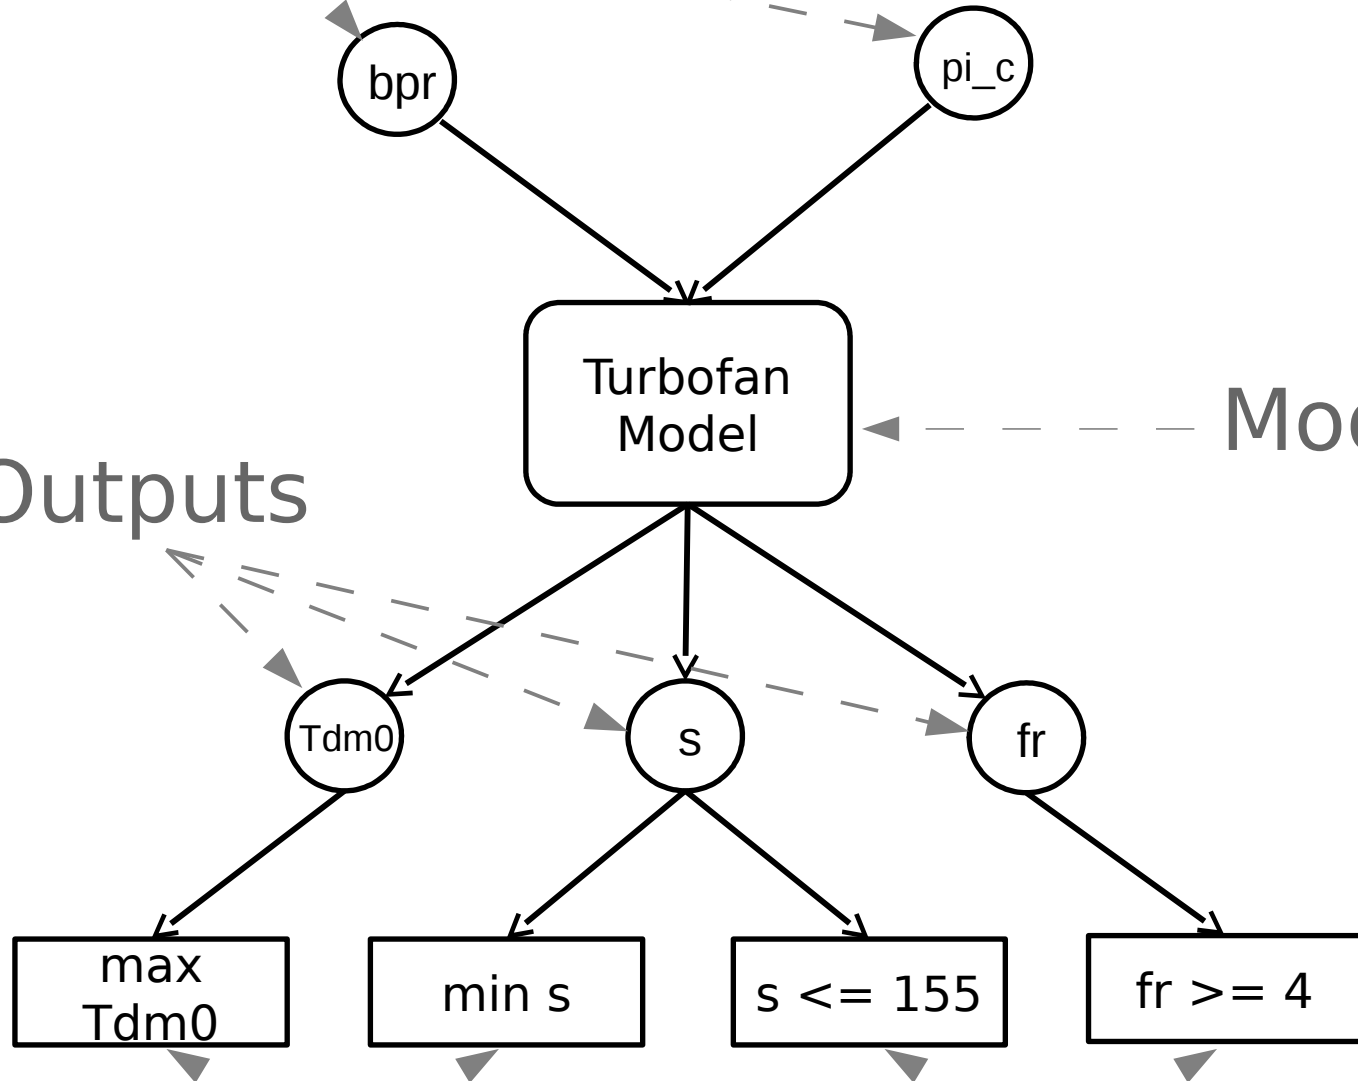 bpr
pi_c
Turbofan
Model
Outputs
Tdm0
s
fr
max
Tdm0
min s
s <= 155
fr >= 4